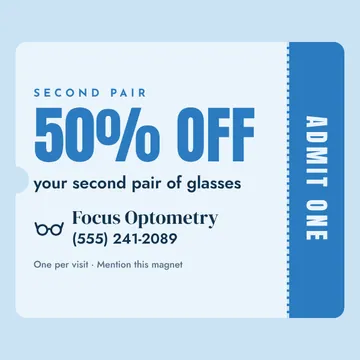 SECOND PAIR
50% OFF
your second pair of glasses
Focus Optometry
(555) 241-2089
One per visit · Mention this magnet
ADMIT ONE